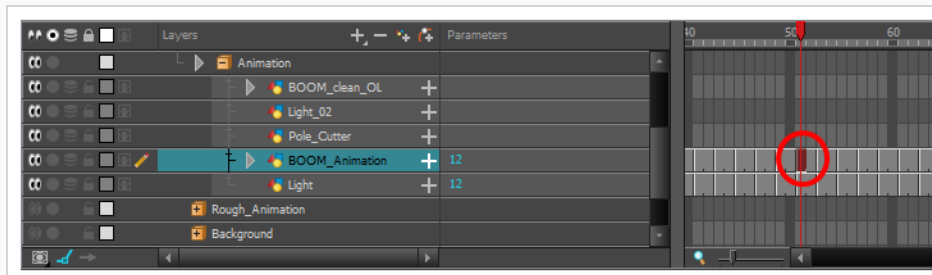 Layers Parameters 40 50 60
Animation
BOOM_clean_OL
Light_02
Pole_Cutter
BOOM_Animation 12
Light 12
Rough_Animation
Background